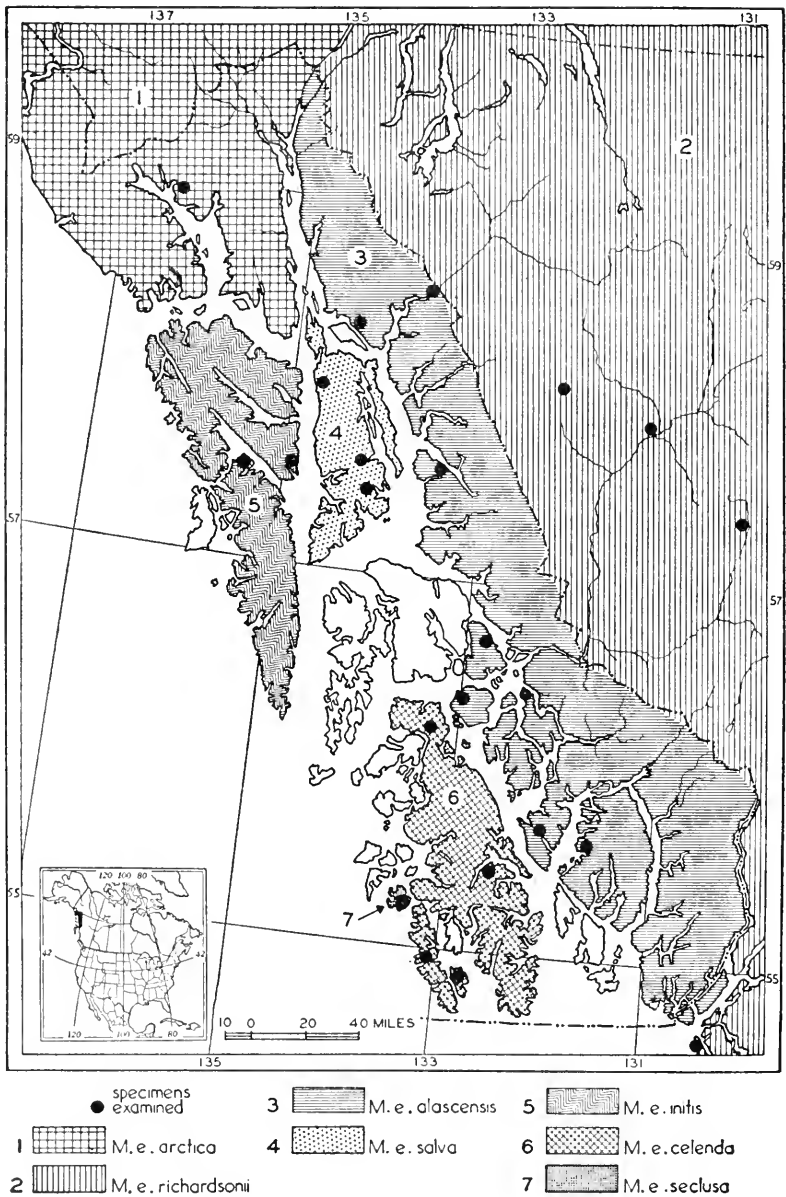 137 135 133 131
1
2
59
3
59
4
5
57
57
6
7
55
55
120 100 80
42 42
120 100 80
10 0 20 40 MILES
135 133 131
specimens examined
1 M. e. arctica
2 M. e. richardsonii
3 M. e. alascensis
4 M. e. salva
5 M. e. initis
6 M. e. celenda
7 M. e. seclusa